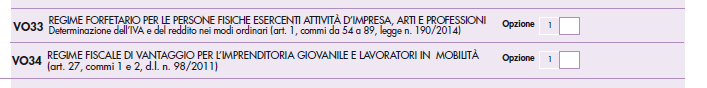 VO33 REGIME FORFETARIO PER LE PERSONE FISICHE ESERCENTI ATTIVITÀ D'IMPRESA, ARTI E PROFESSIONI Opzione 1
Determinazione dell'IVA e del reddito nei modi ordinari (art. 1, commi da 54 a 89, legge n. 190/2014)
VO34 REGIME FISCALE DI VANTAGGIO PER L'IMPRENDITORIA GIOVANILE E LAVORATORI IN MOBILITÀ Opzione 1
(art. 27, commi 1 e 2, d.l. n. 98/2011)